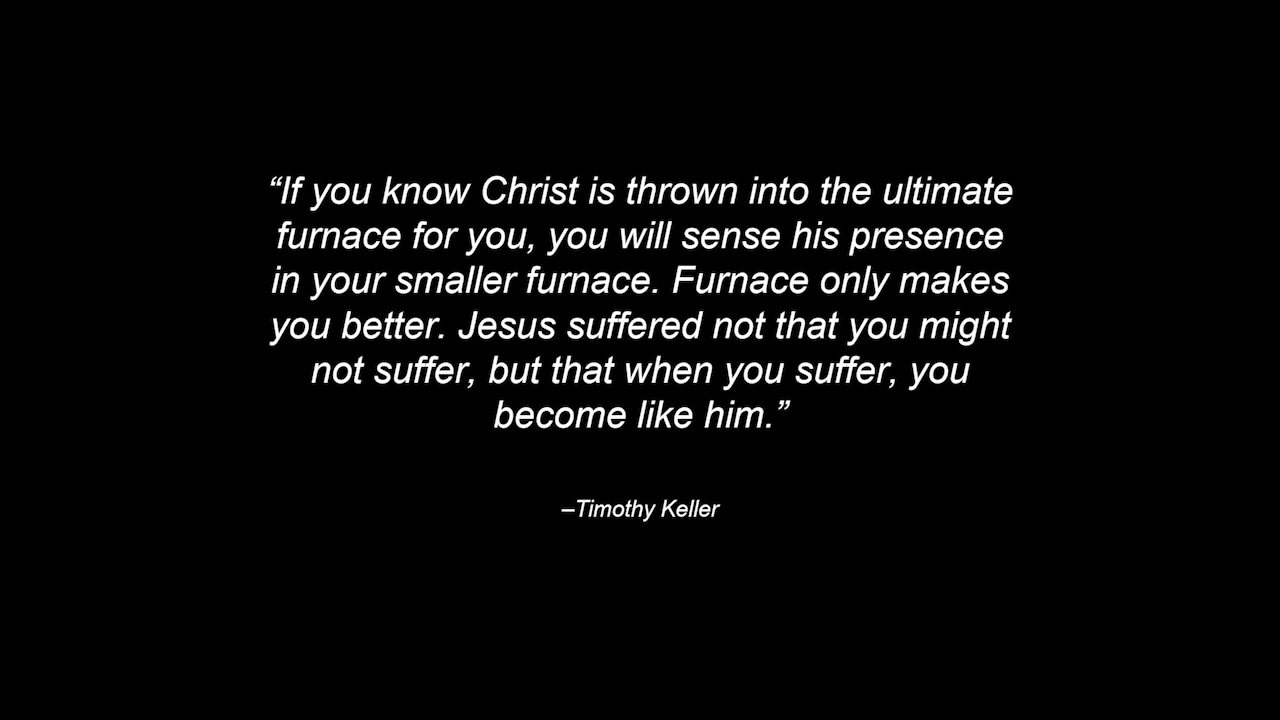 “If you know Christ is thrown into the ultimate
furnace for you, you will sense his presence
in your smaller furnace. Furnace only makes
you better. Jesus suffered not that you might
not suffer, but that when you suffer, you
become like him.”
–Timothy Keller